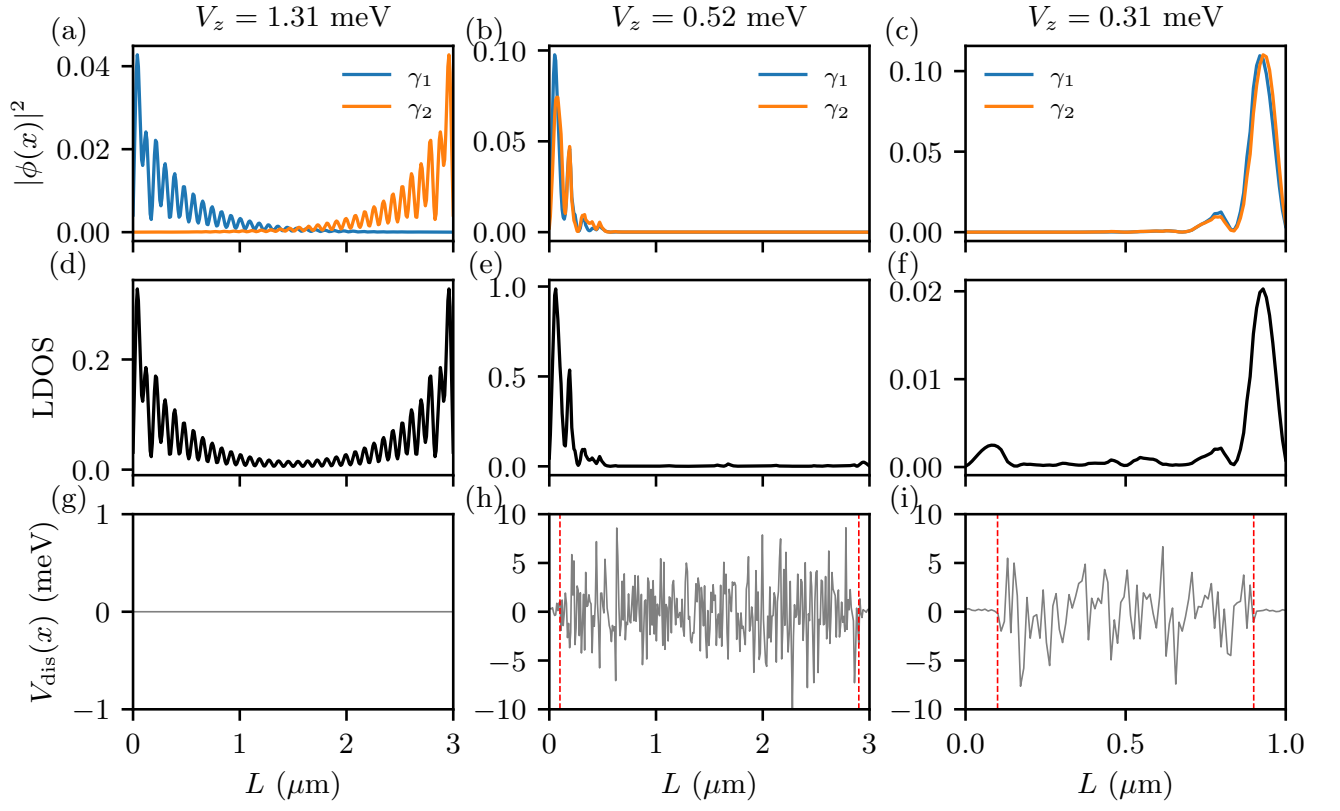 V_z = 1.31 meV
V_z = 0.52 meV
V_z = 0.31 meV
(a)
(b)
(c)
γ₁
γ₂
γ₁
γ₂
γ₁
γ₂
|ϕ(x)|²
0.04
0.02
0.00
0.10
0.05
0.00
0.10
0.05
0.00
(d)
(e)
(f)
LDOS
0.2
0.0
1.0
0.5
0.0
0.02
0.01
0.00
(g)
(h)
(i)
V_dis(x) (meV)
1
0
−1
10
5
0
−5
−10
10
5
0
−5
−10
0 1 2 3
0 1 2 3
0.0 0.5 1.0
L (μm)
L (μm)
L (μm)